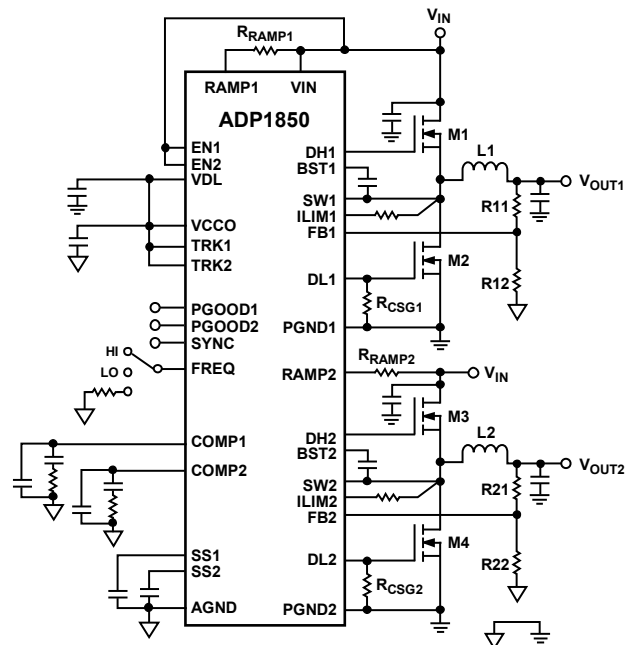 VIN
RRAMP1
RAMP1 VIN
ADP1850
EN1
EN2
VDL
VCCO
TRK1
TRK2
PGOOD1
PGOOD2
SYNC
HI
LO
FREQ
COMP1
COMP2
SS1
SS2
AGND
DH1
BST1
SW1
ILIM1
FB1
DL1
PGND1
RAMP2
DH2
BST2
SW2
ILIM2
FB2
DL2
PGND2
M1
L1
VOUT1
R11
M2
R12
RCSG1
RRAMP2
VIN
M3
L2
VOUT2
R21
M4
R22
RCSG2